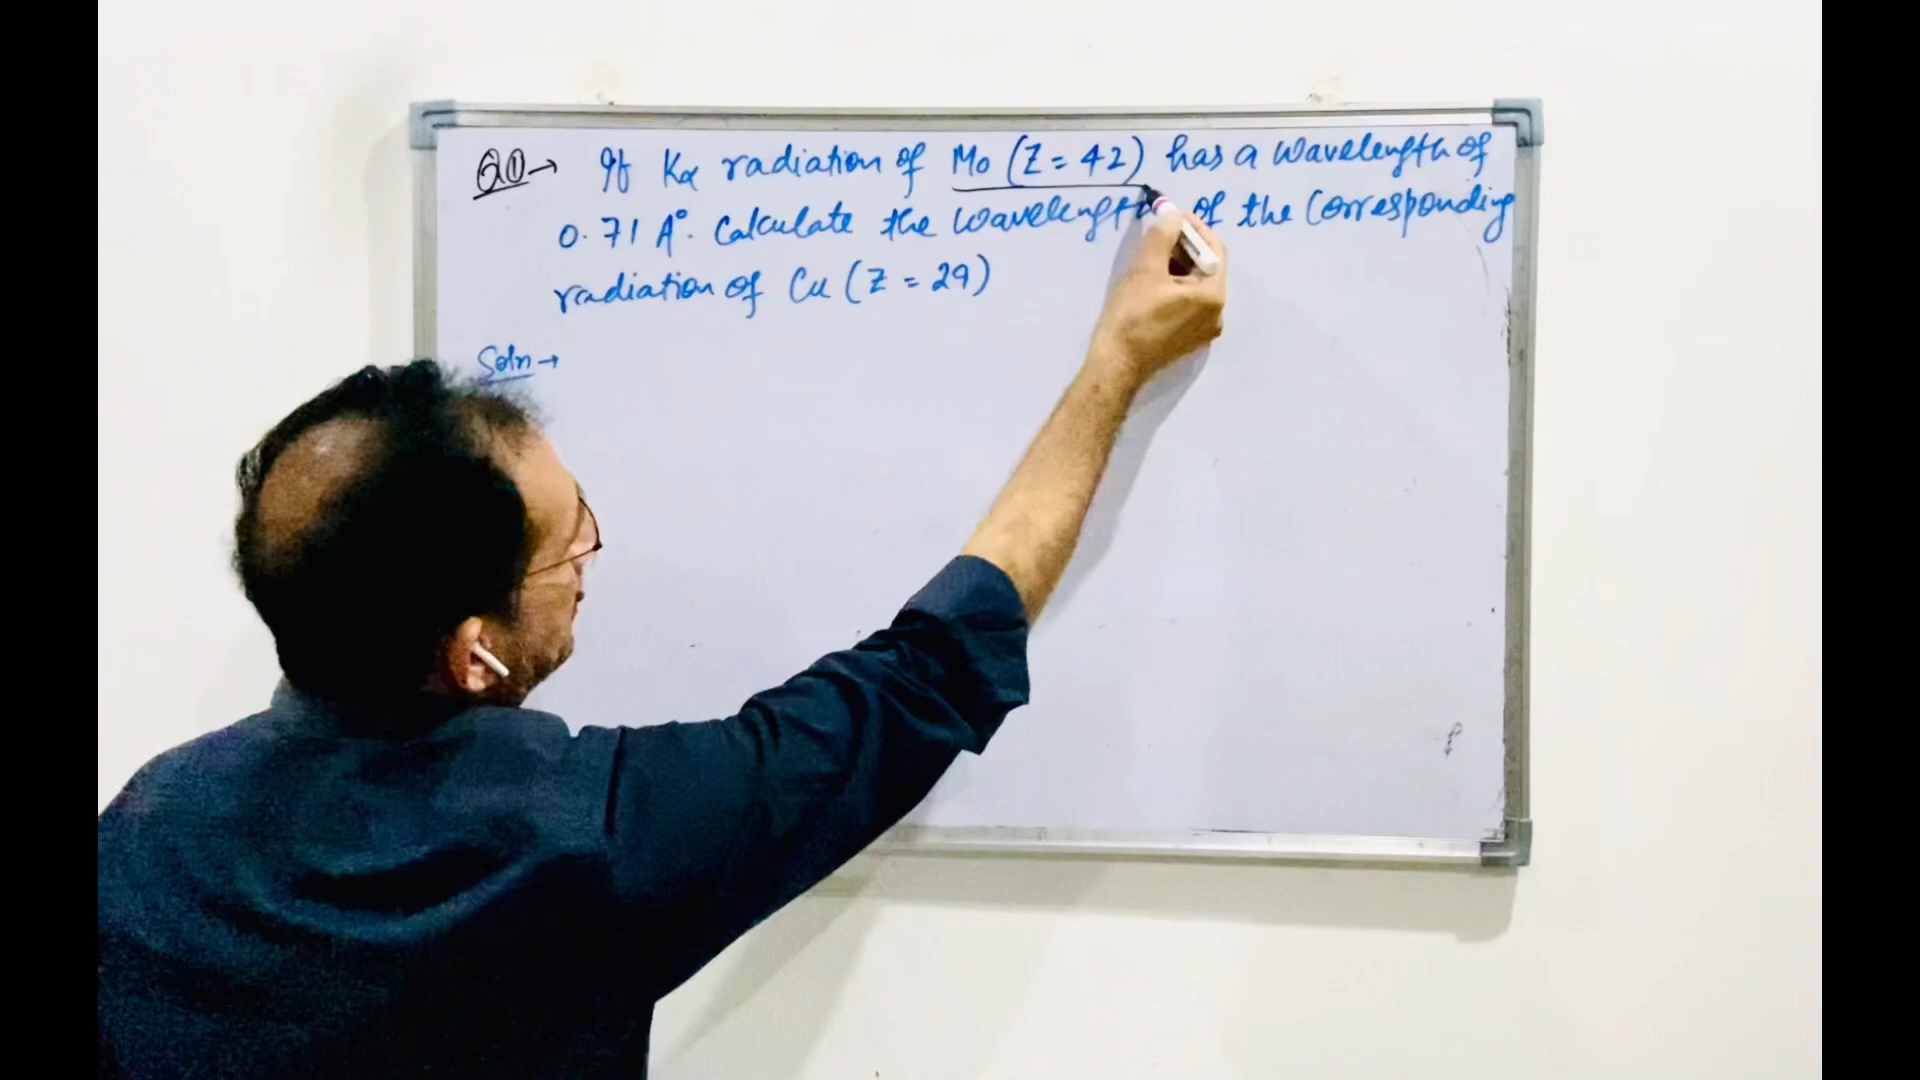 Q① → If Kα radiation of Mo (Z = 42) has a wavelength of
0.71 A°. Calculate the wavelength of the Corresponding
radiation of Cu (Z = 29)
Soln →